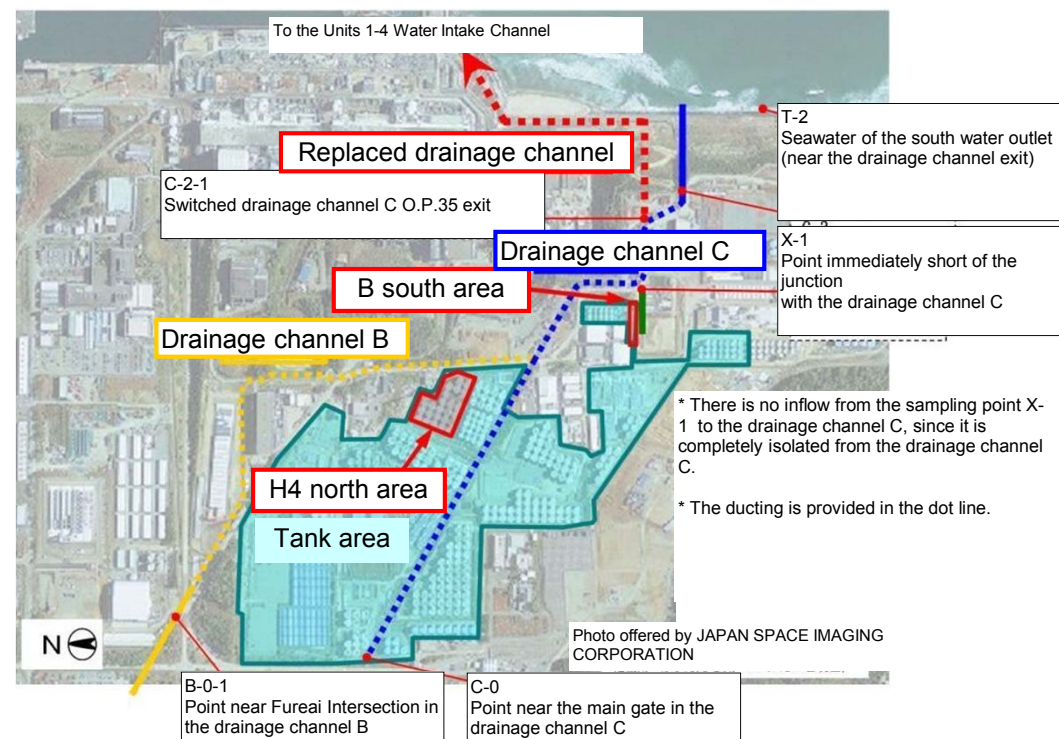 To the Units 1-4 Water Intake Channel
T-2
Seawater of the south water outlet
(near the drainage channel exit)
Replaced drainage channel
C-2-1
Switched drainage channel C O.P.35 exit
X-1
Point immediately short of the
junction
with the drainage channel C
Drainage channel C
B south area
Drainage channel B
* There is no inflow from the sampling point X-
1 to the drainage channel C, since it is
completely isolated from the drainage channel
C.
* The ducting is provided in the dot line.
H4 north area
Tank area
N
Photo offered by JAPAN SPACE IMAGING
CORPORATION
B-0-1
Point near Fureai Intersection in
the drainage channel B
C-0
Point near the main gate in the
drainage channel C